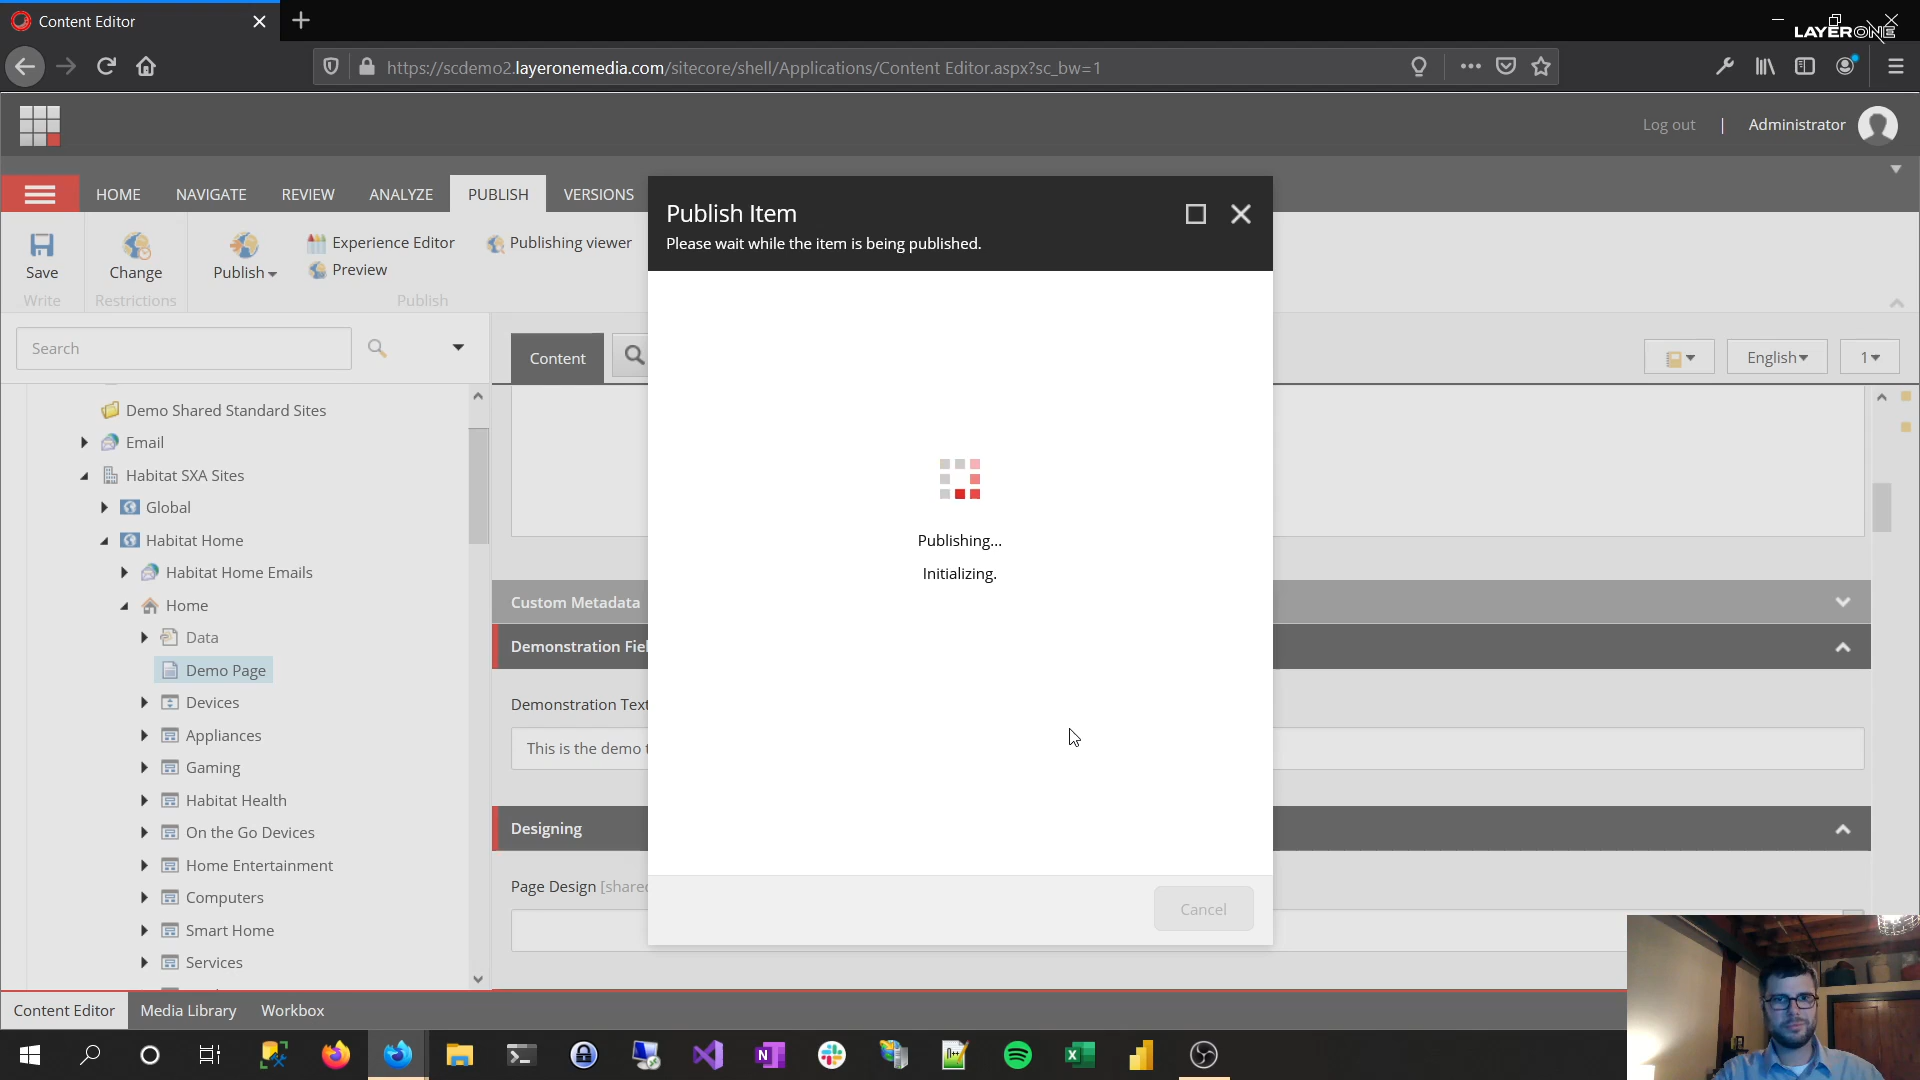 Content Editor
LAYERONE
https://scdemo2.layeronemedia.com/sitecore/shell/Applications/Content Editor.aspx?sc_bw=1
Log out | Administrator
HOME NAVIGATE REVIEW ANALYZE PUBLISH VERSIONS
Save
Write
Change
Restrictions
Publish
Experience Editor
Preview
Publishing viewer
Publish
Publish Item
Please wait while the item is being published.
Publishing...
Initializing.
Cancel
Search
Content
English
1
Demo Shared Standard Sites
Email
Habitat SXA Sites
Global
Habitat Home
Habitat Home Emails
Home
Data
Demo Page
Devices
Appliances
Gaming
Habitat Health
On the Go Devices
Home Entertainment
Computers
Smart Home
Services
Custom Metadata
Demonstration Fie
Demonstration Text
This is the demo t
Designing
Page Design [share
Content Editor Media Library Workbox